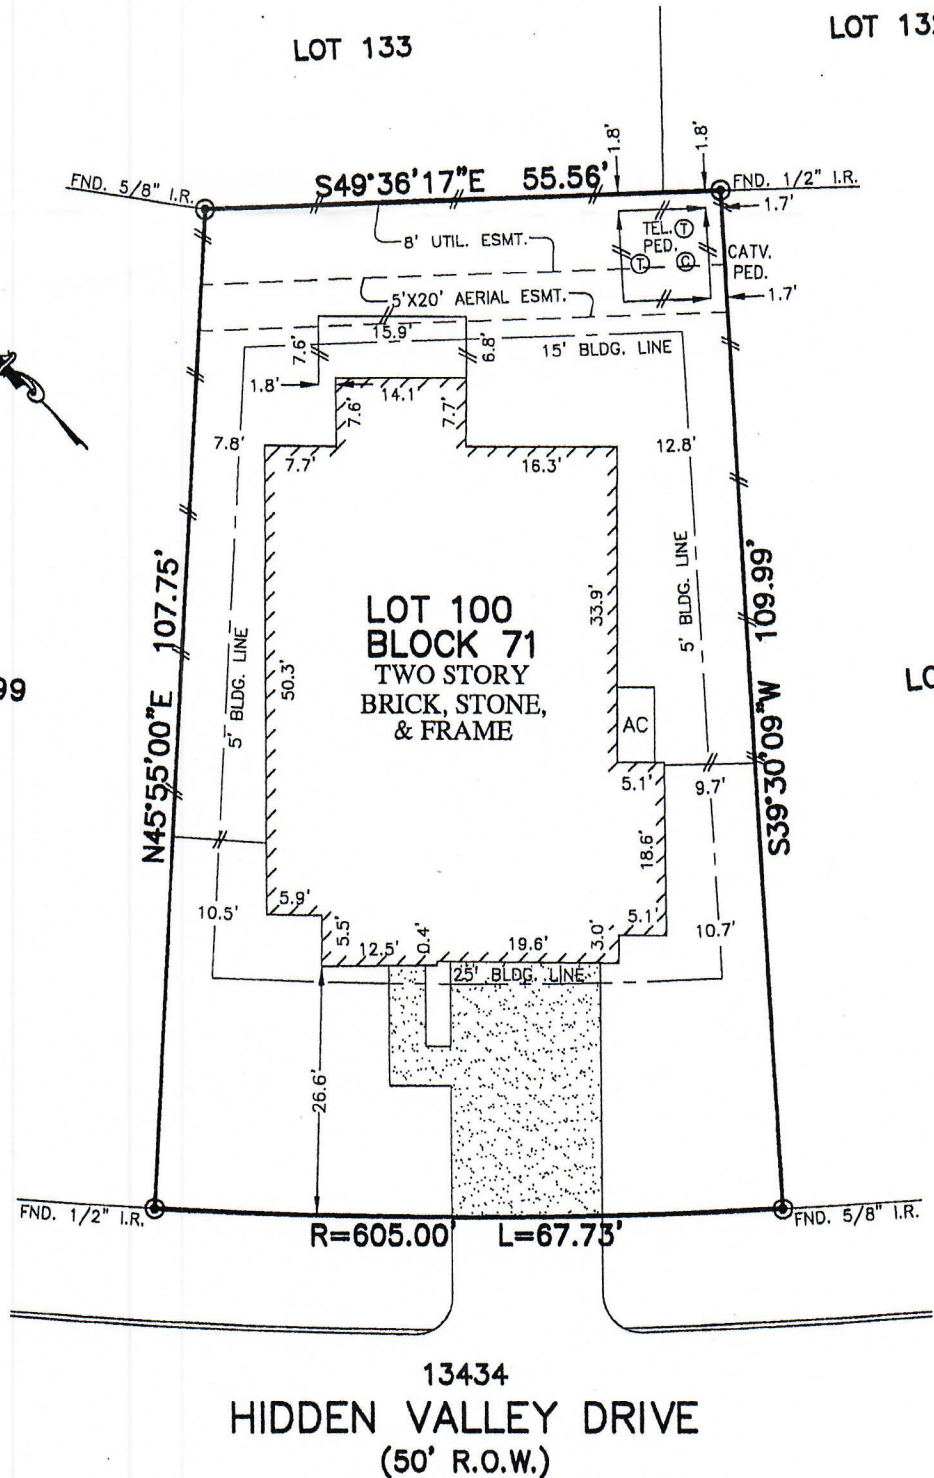 LOT 133
LOT 13
1.8'
1.8'
FND. 5/8" I.R.
S49°36'17"E 55.56'
FND. 1/2" I.R.
1.7'
TEL. PED.
T
T
C
CATV. PED.
8' UTIL. ESMT.
5'X20' AERIAL ESMT.
1.7'
15.9'
7.6'
6.8'
15' BLDG. LINE
1.8'
14.1'
7.6'
7.7'
7.8'
7.7'
16.3'
12.8'
N45°55'00"E 107.75'
5' BLDG. LINE
50.3'
LOT 100
BLOCK 71
TWO STORY
BRICK, STONE,
& FRAME
33.9'
5' BLDG. LINE
S39°30'09"W 109.99'
99
LO
AC
5.1'
9.7'
18.6'
5.9'
10.5'
5.5'
12.5'
0.4'
19.6'
3.0'
5.1'
10.7'
25' BLDG. LINE
26.6'
FND. 1/2" I.R.
R=605.00' L=67.73'
FND. 5/8" I.R.
13434
HIDDEN VALLEY DRIVE
(50' R.O.W.)